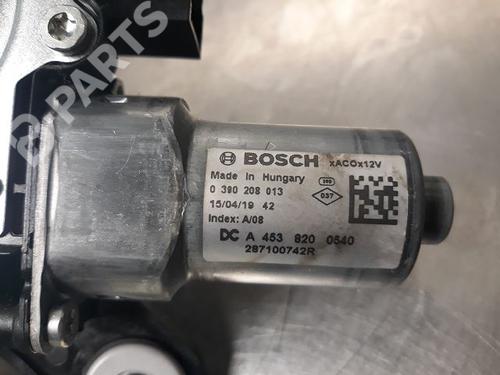 B-PARTS
BOSCH xACOx12V
Made in Hungary
0 390 208 013
15/04/19 42
Index: A/08
037
DC A 453 820 0540
287100742R